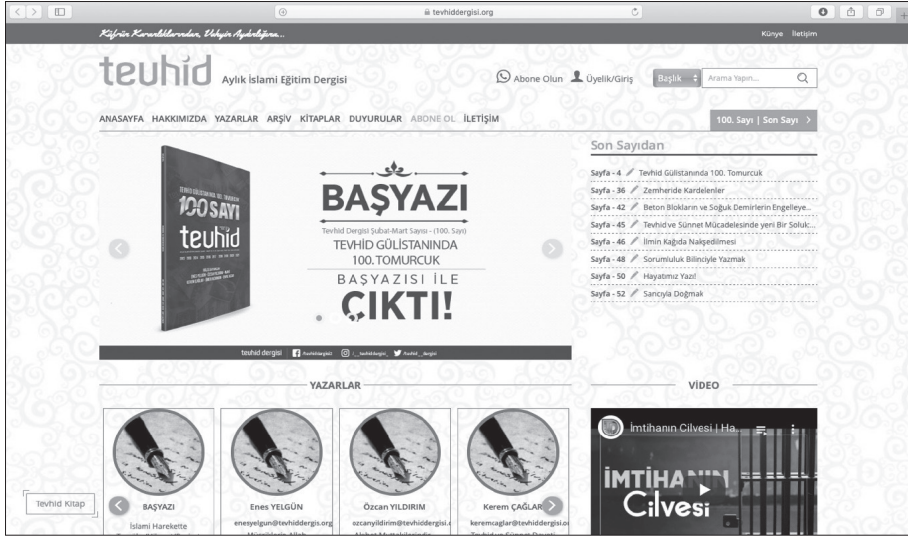 tevhiddergisi.org
Küfrün Karanlıklarından, Vahyin Aydınlığına...
Künye İletişim
teuhid Aylık İslami Eğitim Dergisi
Abone Olun Üyelik/Giriş Başlık Arama Yapın...
ANASAYFA HAKKIMIZDA YAZARLAR ARŞİV KİTAPLAR DUYURULAR ABONE OL İLETİŞİM
100. Sayı | Son Sayı >
100 SAYI
teuhid
BAŞYAZI
Tevhid Dergisi Şubat-Mart Sayısı - (100. Sayı)
TEVHİD GÜLİSTANINDA
100. TOMURCUK
BAŞYAZISI İLE
ÇIKTI!
teuhid dergisi
Son Sayıdan
Sayfa - 4 Tevhid Gülistanında 100. Tomurcuk
Sayfa - 36 Zemheride Kardelenler
Sayfa - 42 Beton Blokların ve Soğuk Demirlerin Engelleye...
Sayfa - 45 Tevhid ve Sünnet Mücadelesinde yeni Bir Soluk:...
Sayfa - 46 İlmin Kağıda Nakşedilmesi
Sayfa - 48 Sorumluluk Bilinciyle Yazmak
Sayfa - 50 Hayatımız Yazı!
Sayfa - 52 Sancıyla Doğmak
YAZARLAR
BAŞYAZI
İslami Harekette
Enes YELGÜN
enesyelgun@tevhiddergis.org
Özcan YILDIRIM
ozcanyildirim@tevhiddergisi.c
Kerem ÇAĞLAR
keremcaglar@tevhiddergisi.or
VİDEO
İmtihanın Cilvesi | Ha...
İMTİHANIN
Cilvesi
Tevhid Kitap